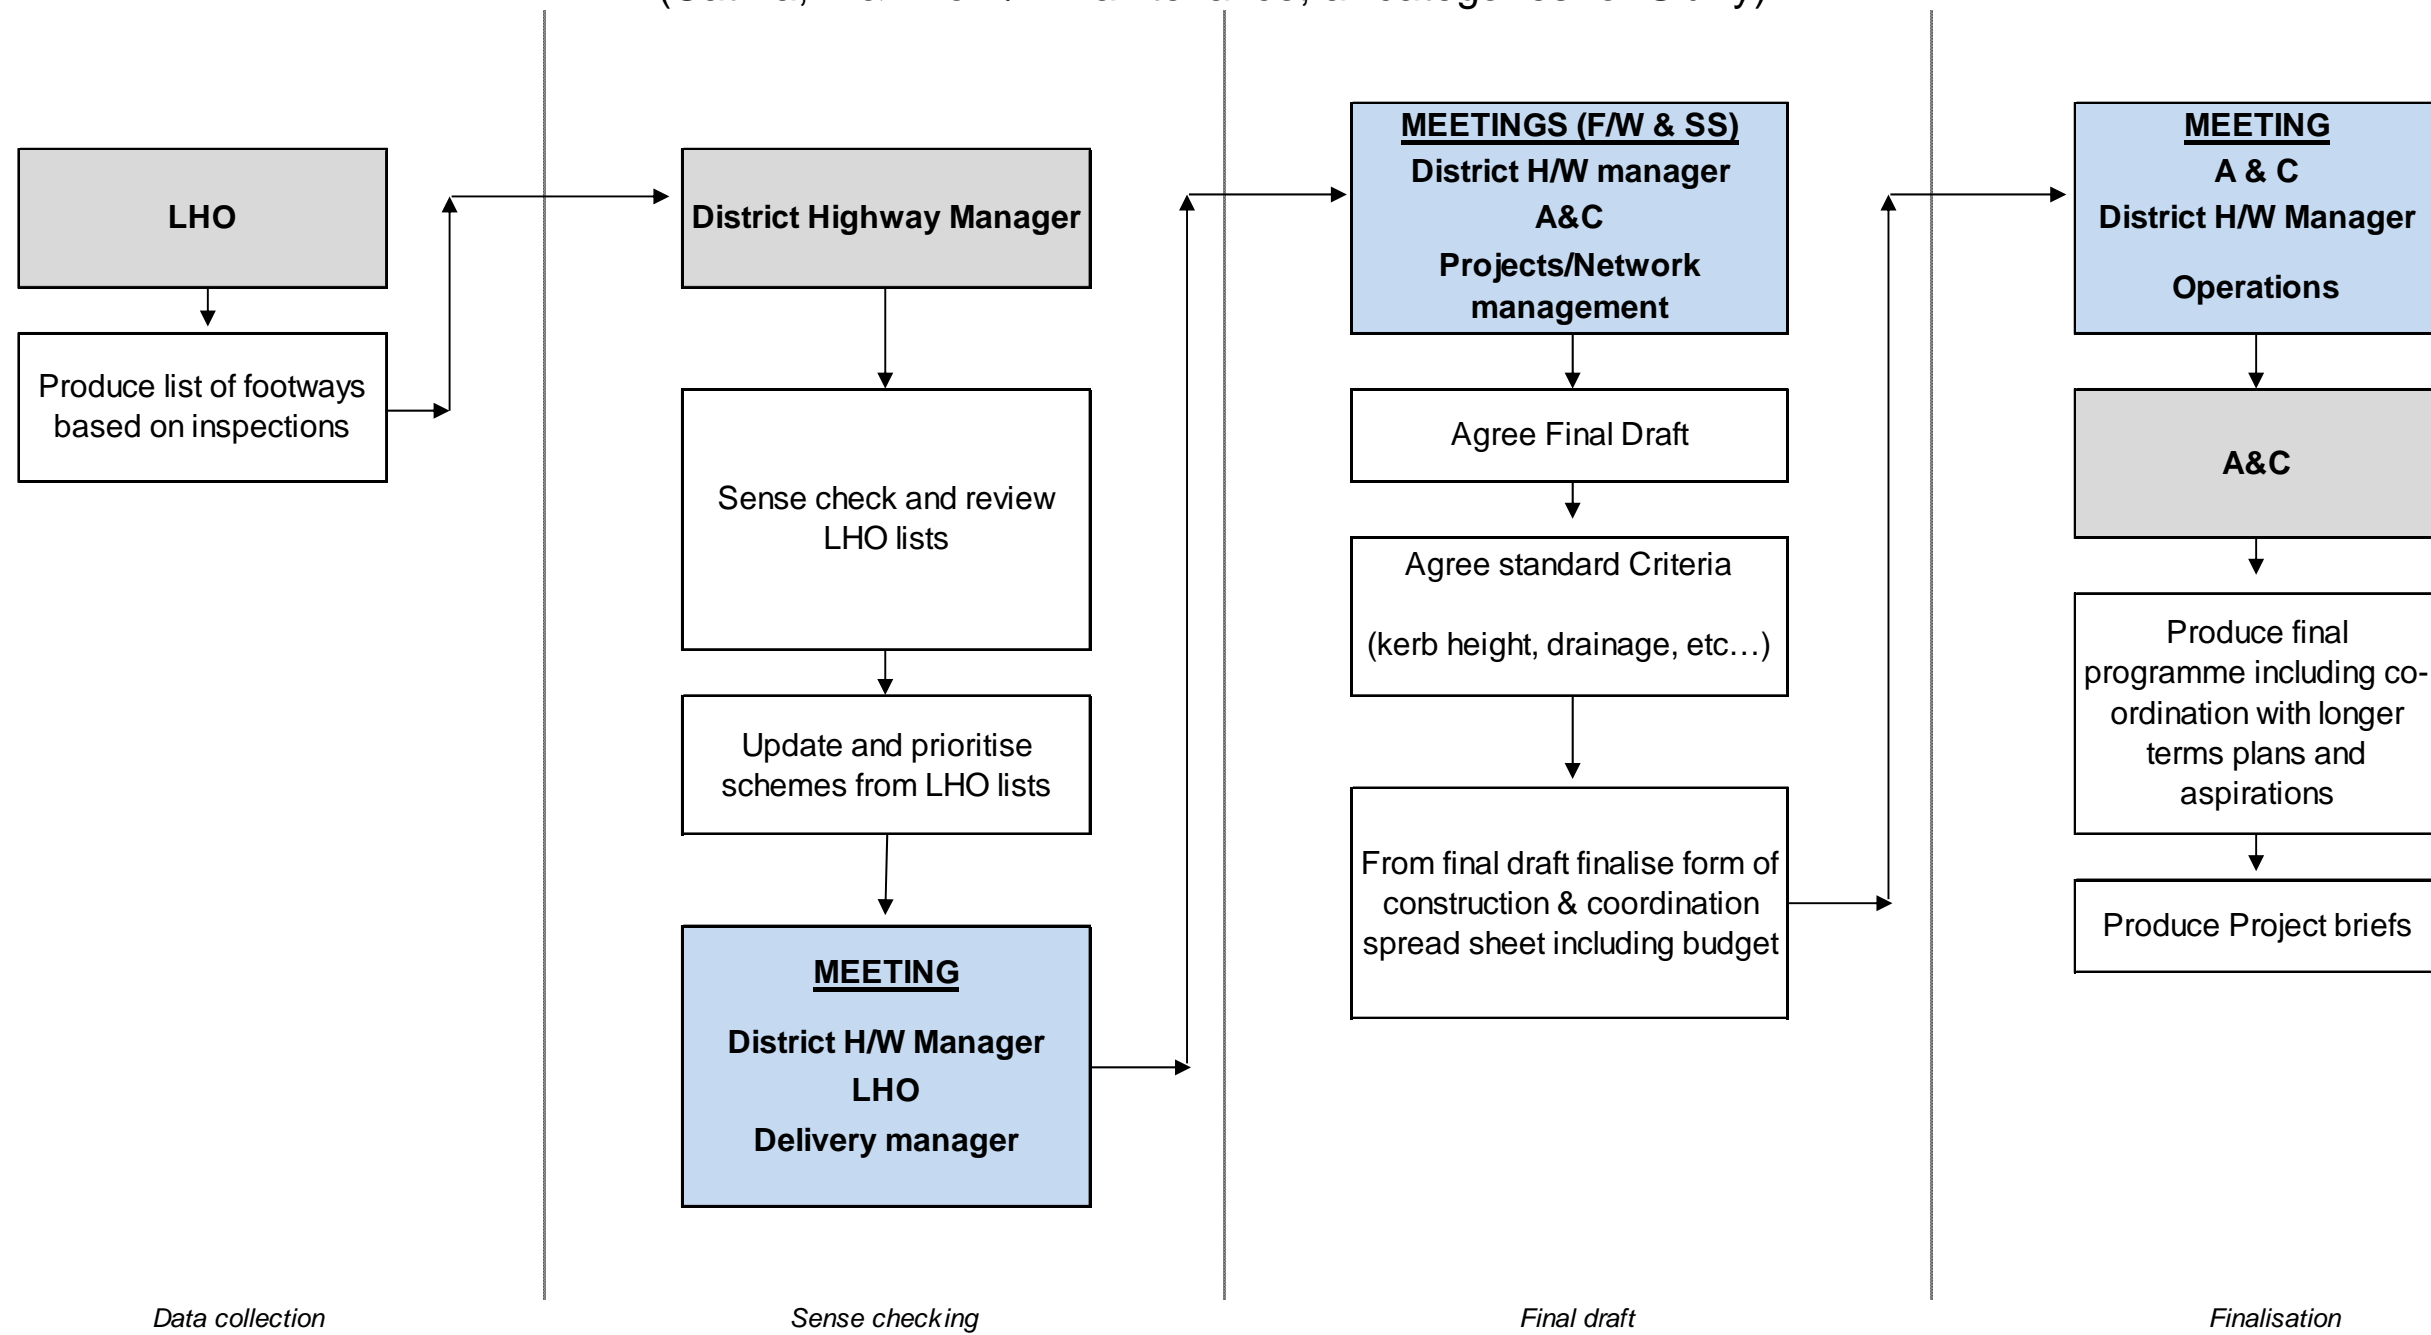 LHO
Produce list of footways
based on inspections
Data collection
District Highway Manager
Sense check and review
LHO lists
Update and prioritise
schemes from LHO lists
MEETING
District H/W Manager
LHO
Delivery manager
Sense checking
MEETINGS (F/W & SS)
District H/W manager
A&C
Projects/Network
management
Agree Final Draft
Agree standard Criteria
(kerb height, drainage, etc…)
From final draft finalise form of
construction & coordination
spread sheet including budget
Final draft
MEETING
A & C
District H/W Manager
Operations
A&C
Produce final
programme including co-
ordination with longer
terms plans and
aspirations
Produce Project briefs
Finalisation